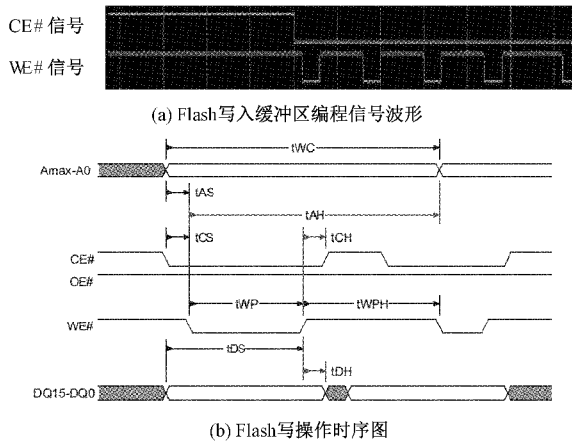 CE# 信号
WE# 信号
(a) Flash写入缓冲区编程信号波形
tWC
Amax-A0
tAS
tAH
tCS
tCH
CE#
OE#
tWP
tWPH
WE#
tDS
tDH
DQ15-DQ0
(b) Flash写操作时序图